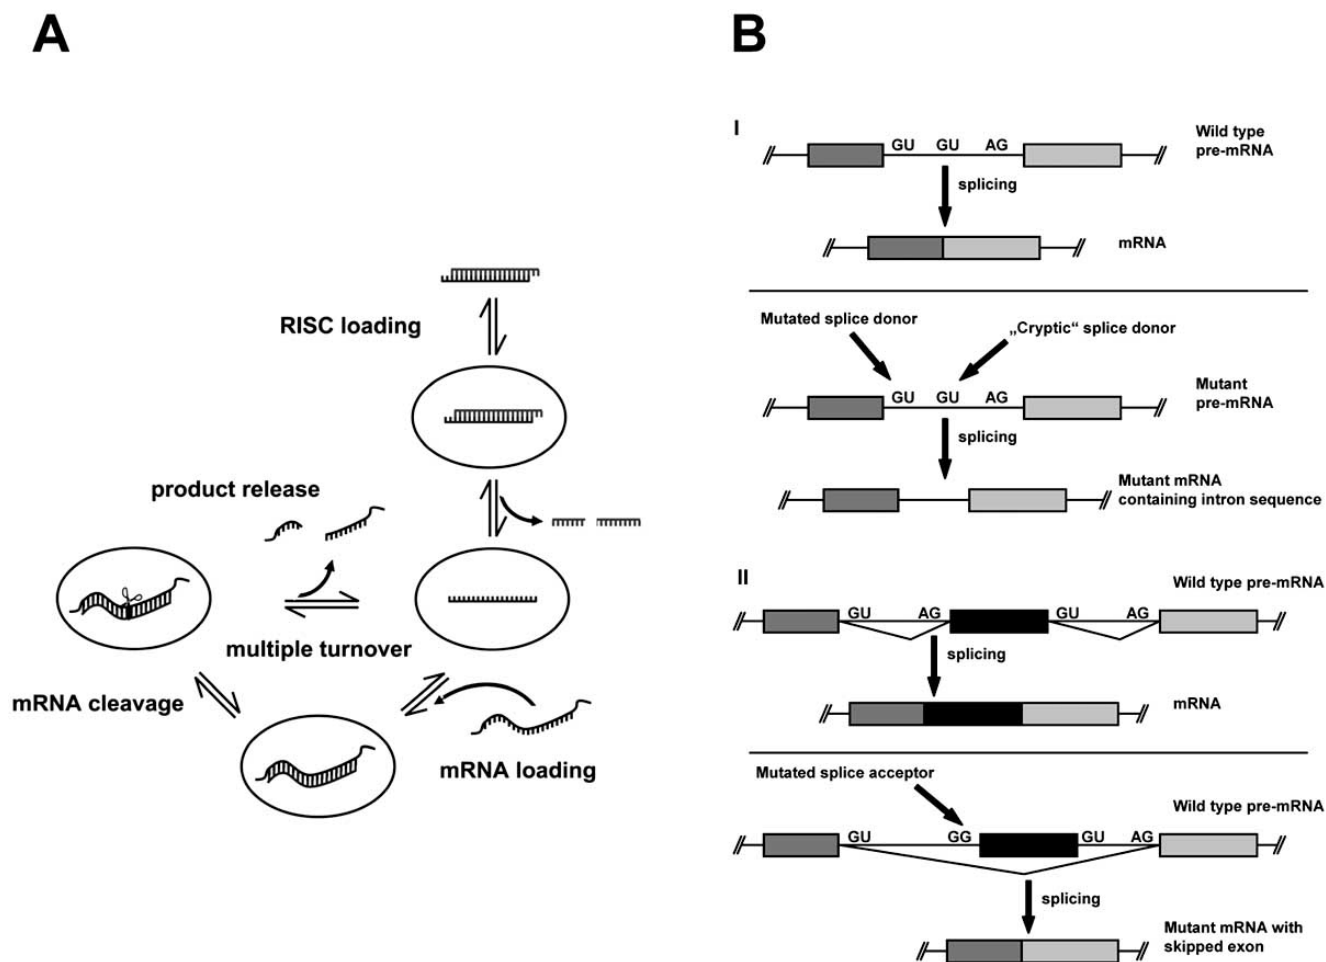 A
RISC loading
product release
multiple turnover
mRNA cleavage
mRNA loading
B
I
GU GU AG
Wild type
pre-mRNA
splicing
mRNA
Mutated splice donor
„Cryptic“ splice donor
GU GU AG
Mutant
pre-mRNA
splicing
Mutant mRNA
containing intron sequence
II
Wild type pre-mRNA
GU AG GU AG
splicing
mRNA
Mutated splice acceptor
Wild type pre-mRNA
GU GG GU AG
splicing
Mutant mRNA with
skipped exon